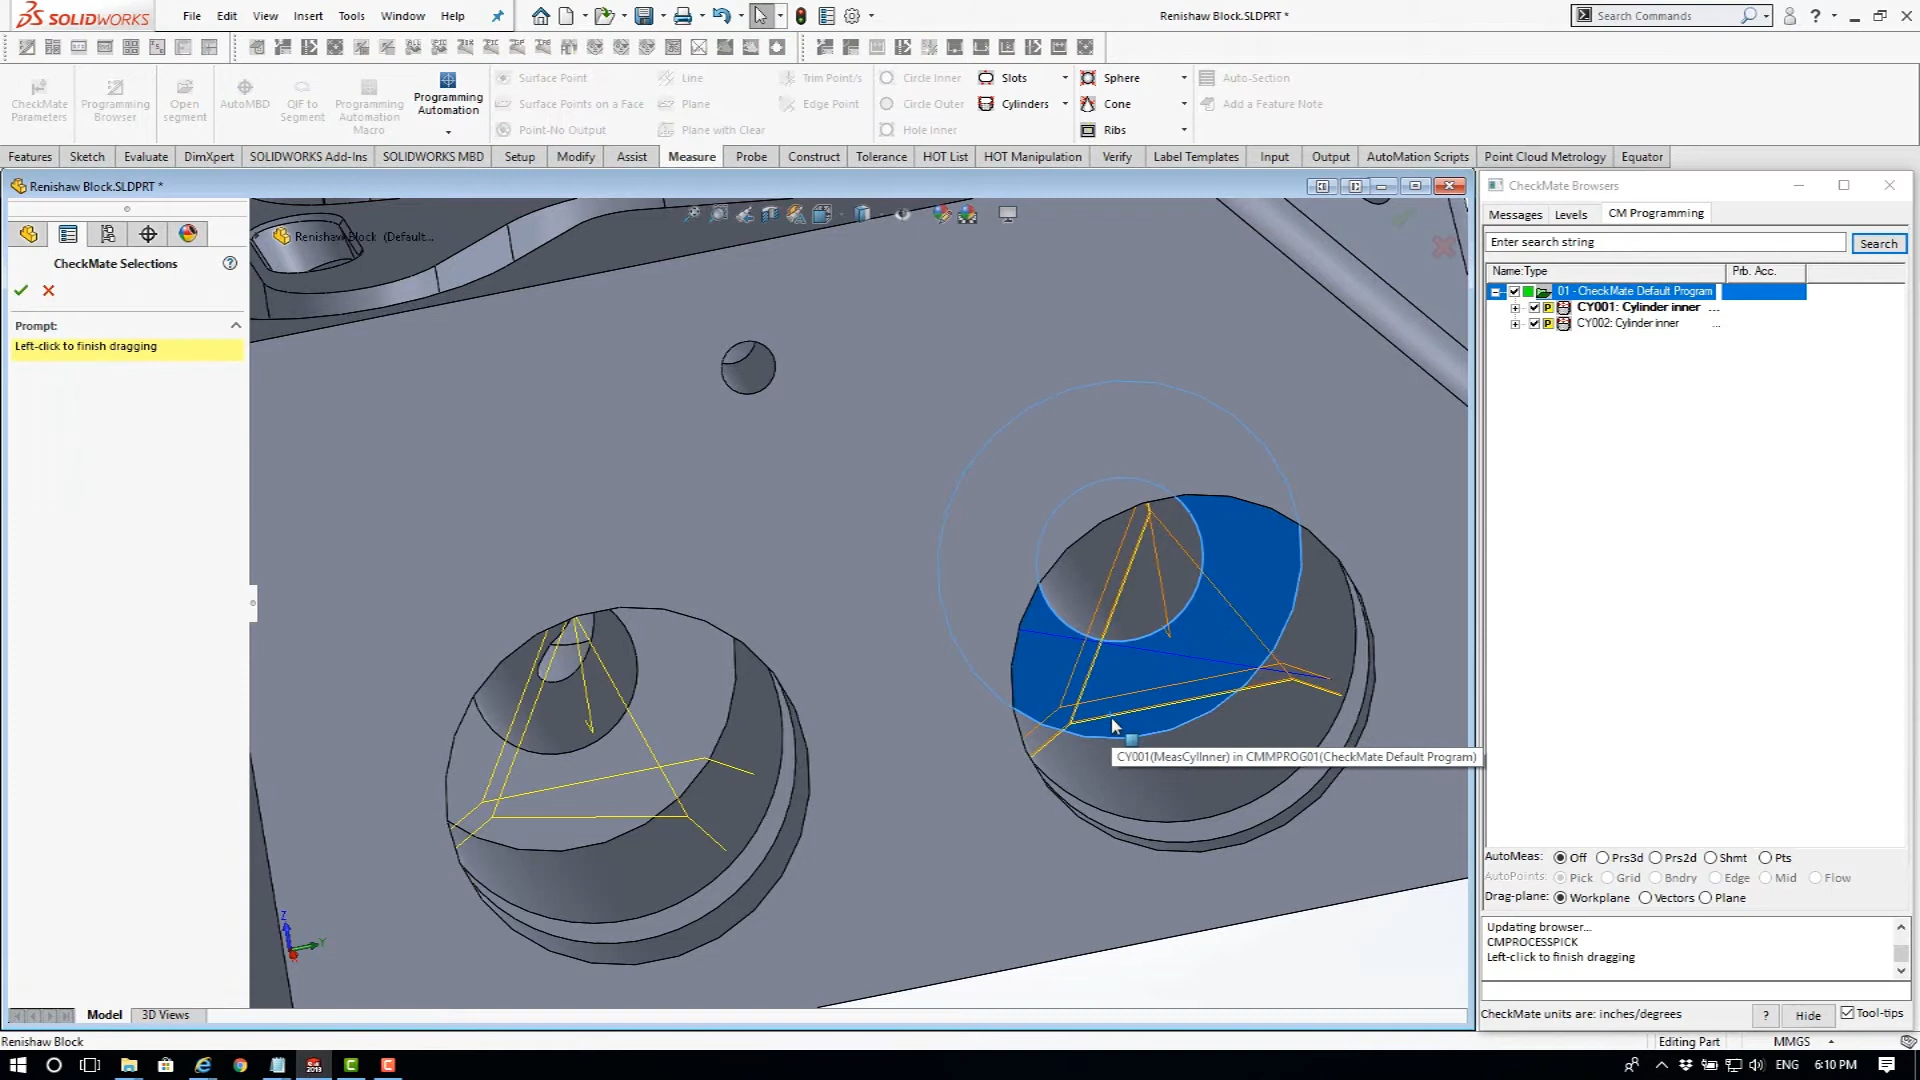 SOLIDWORKS
File Edit View Insert Tools Window Help
Renishaw Block.SLDPRT *
Search Commands
CheckMate Parameters
Programming Browser
Open segment
AutoMBD
QIF to Segment
Programming Automation Macro
Programming Automation
Surface Point
Surface Points on a Face
Point-No Output
Line
Plane
Plane with Clear
Trim Point/s
Edge Point
Circle Inner
Circle Outer
Hole Inner
Slots
Cylinders
Sphere
Cone
Ribs
Auto-Section
Add a Feature Note
Features Sketch Evaluate DimXpert SOLIDWORKS Add-Ins SOLIDWORKS MBD Setup Modify Assist Measure Probe Construct Tolerance HOT List HOT Manipulation Verify Label Templates Input Output AutoMation Scripts Point Cloud Metrology Equator
Renishaw Block.SLDPRT *
CheckMate Selections
Prompt:
Left-click to finish dragging
Renishaw Block (Default...
CY001(MeasCylInner) in CMMPROG01(CheckMate Default Program)
Z
Y
Model 3D Views
CheckMate Browsers
Messages Levels CM Programming
Enter search string
Search
Name:Type Prb. Acc.
01 - CheckMate Default Program
P CY001: Cylinder inner ...
P CY002: Cylinder inner ...
AutoMeas: Off Prs3d Prs2d Shmt Pts
AutoPoints: Pick Grid Bndry Edge Mid Flow
Drag-plane: Workplane Vectors Plane
Updating browser...
CMPROCESSPICK
Left-click to finish dragging
CheckMate units are: inches/degrees ? Hide Tool-tips
Renishaw Block Editing Part MMGS
ENG 6:10 PM